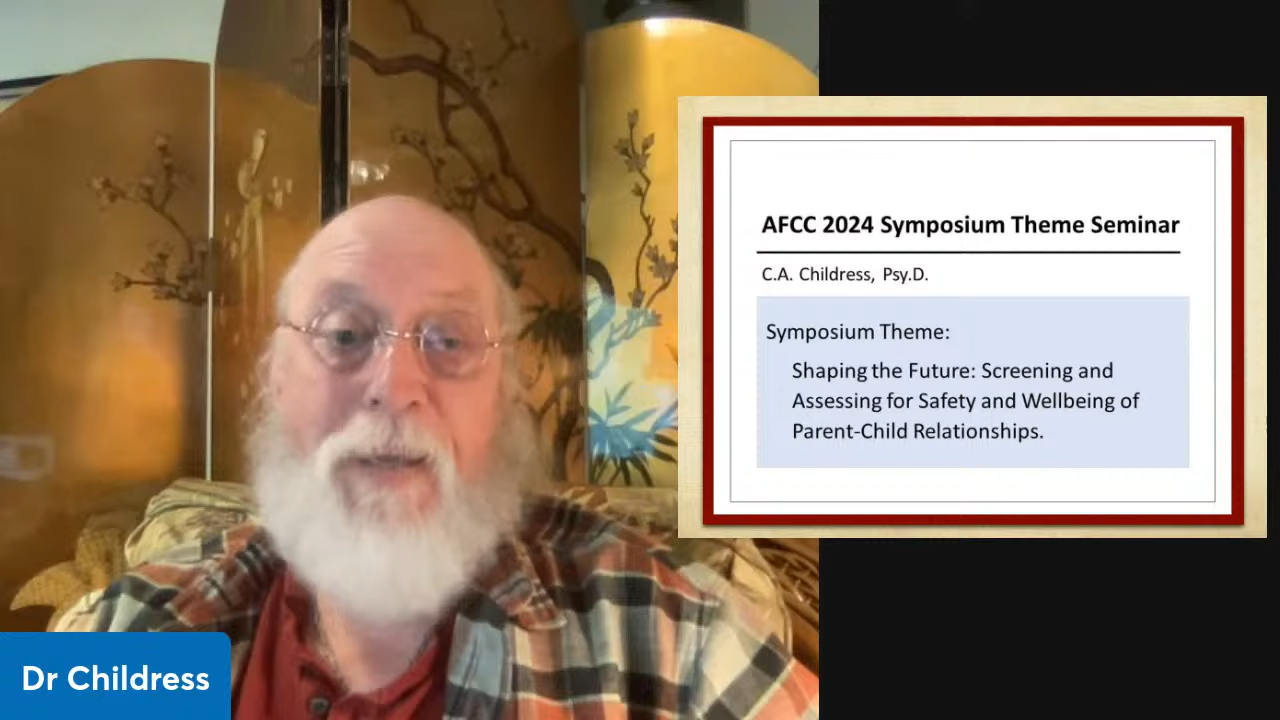 AFCC 2024 Symposium Theme Seminar
C.A. Childress, Psy.D.
Symposium Theme:
Shaping the Future: Screening and
Assessing for Safety and Wellbeing of
Parent-Child Relationships.
Dr Childress